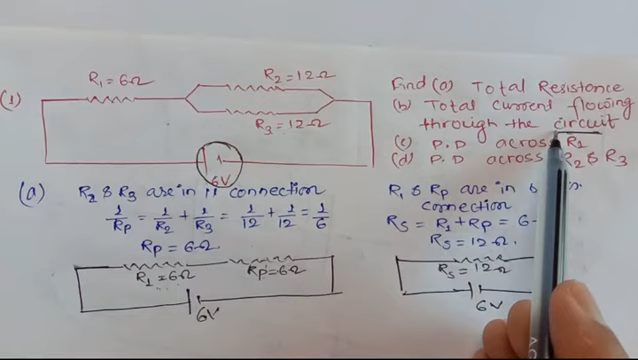 (1)
R₁=6Ω
R₂=12Ω
R₃=12Ω
6V
Find (a) Total Resistance
(b) Total Current flowing
through the circuit
(c) P.D across R₁
(d) P.D across R₂ & R₃
(a) R₂ & R₃ are in || connection
1/Rp = 1/R₂ + 1/R₃ = 1/12 + 1/12 = 1/6
Rp = 6Ω
R₁=6Ω
Rp=6Ω
6V
R₁ & Rp are in
connection
Rs = R₁+Rp = 6
Rs = 12Ω.
Rs = 12Ω
6V
AC